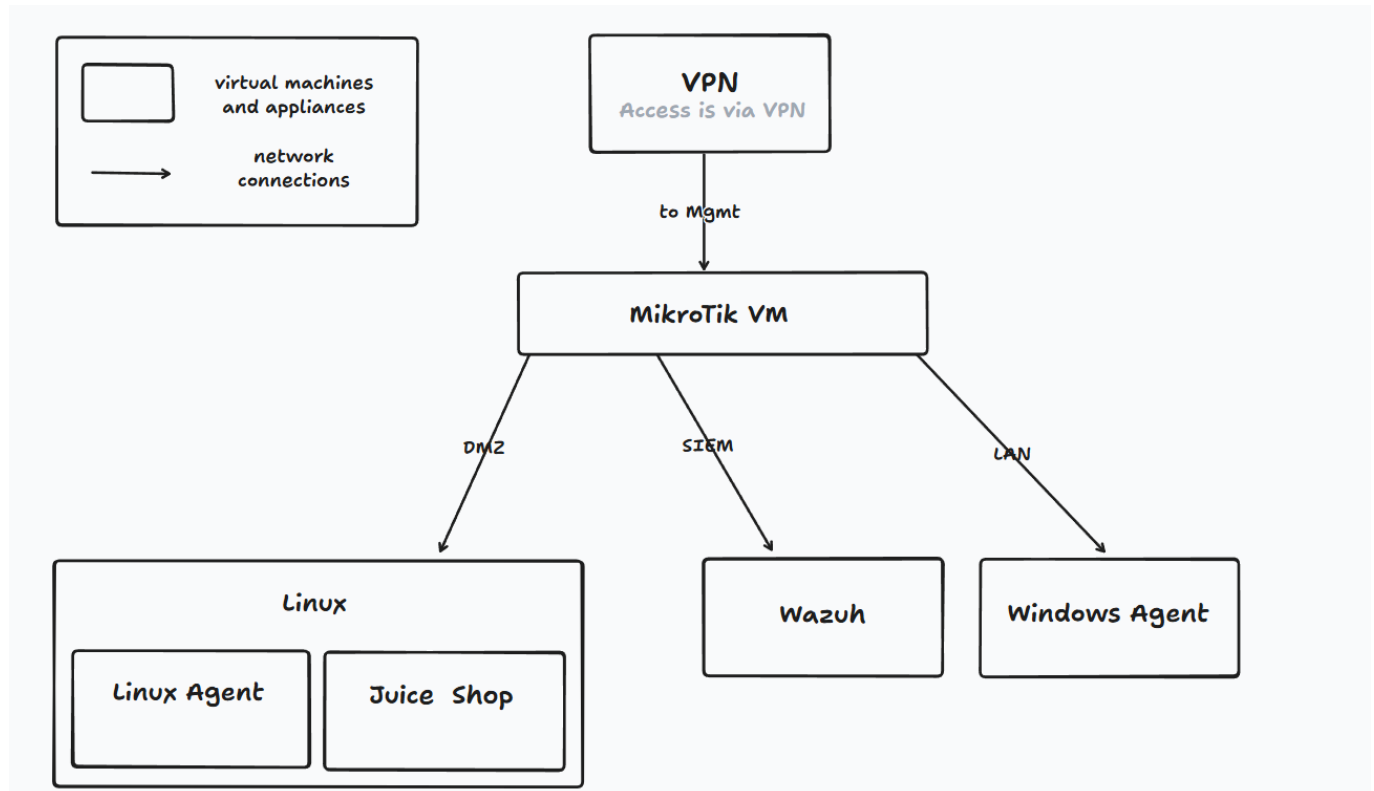 virtual machines
and appliances
network
connections
VPN
Access is via VPN
to Mgmt
MikroTik VM
DMZ
SIEM
LAN
Linux
Linux Agent
Juice Shop
Wazuh
Windows Agent